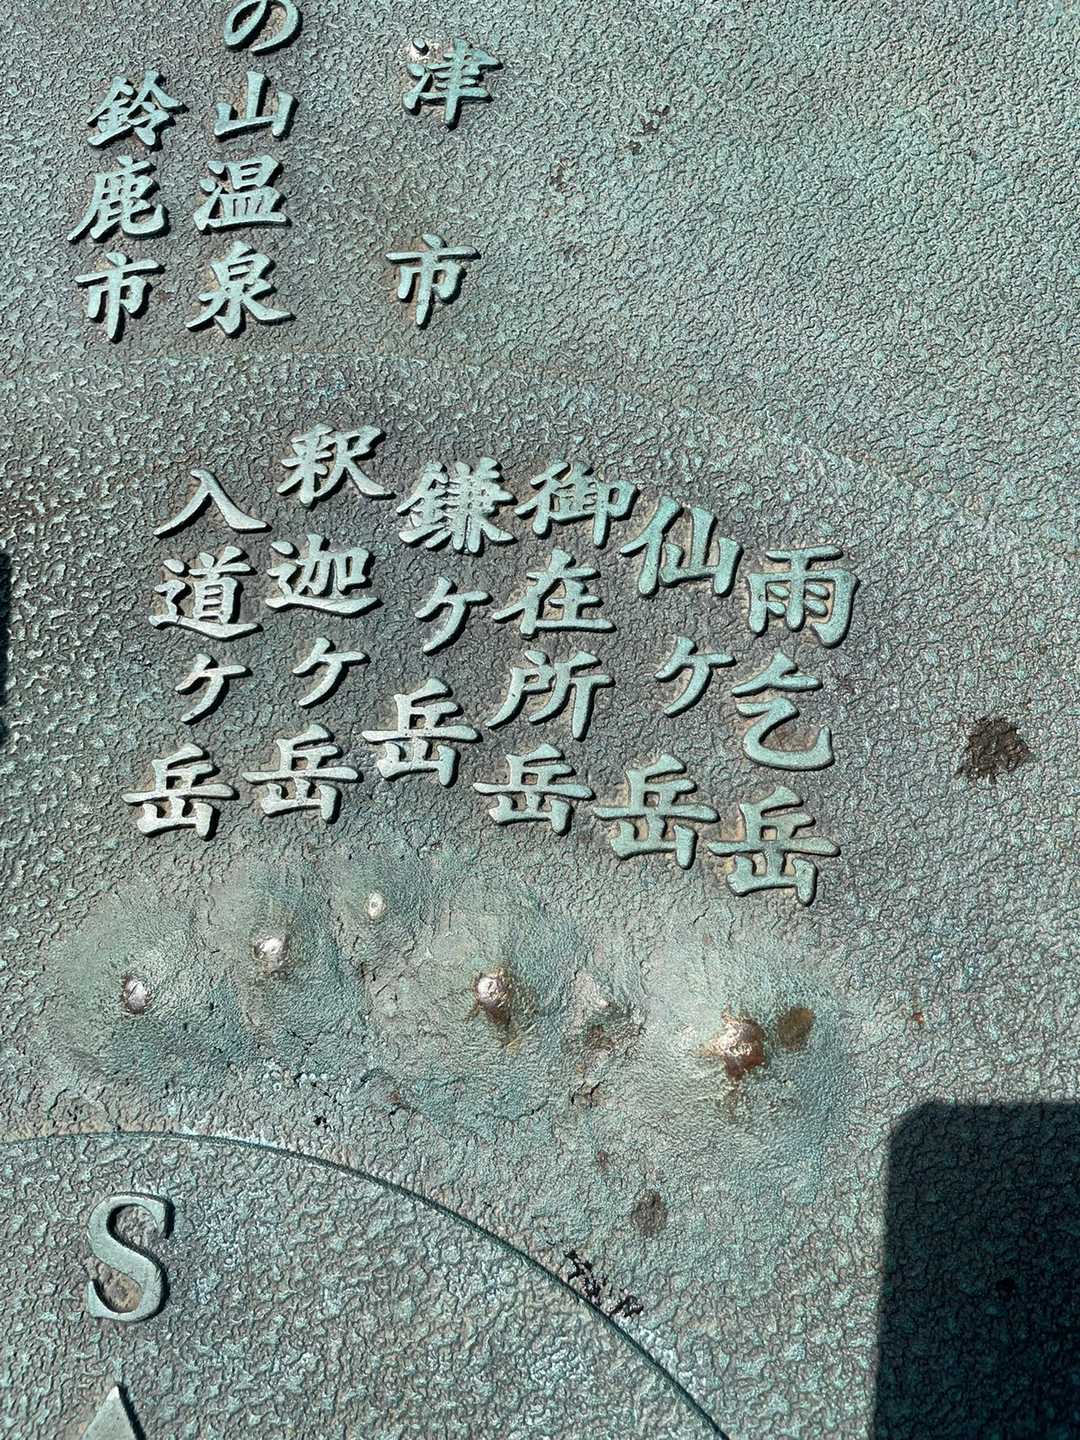 津市
の山温泉
鈴鹿市
雨乞岳
仙ヶ岳
御在所岳
鎌ヶ岳
釈迦ヶ岳
入道ヶ岳
S